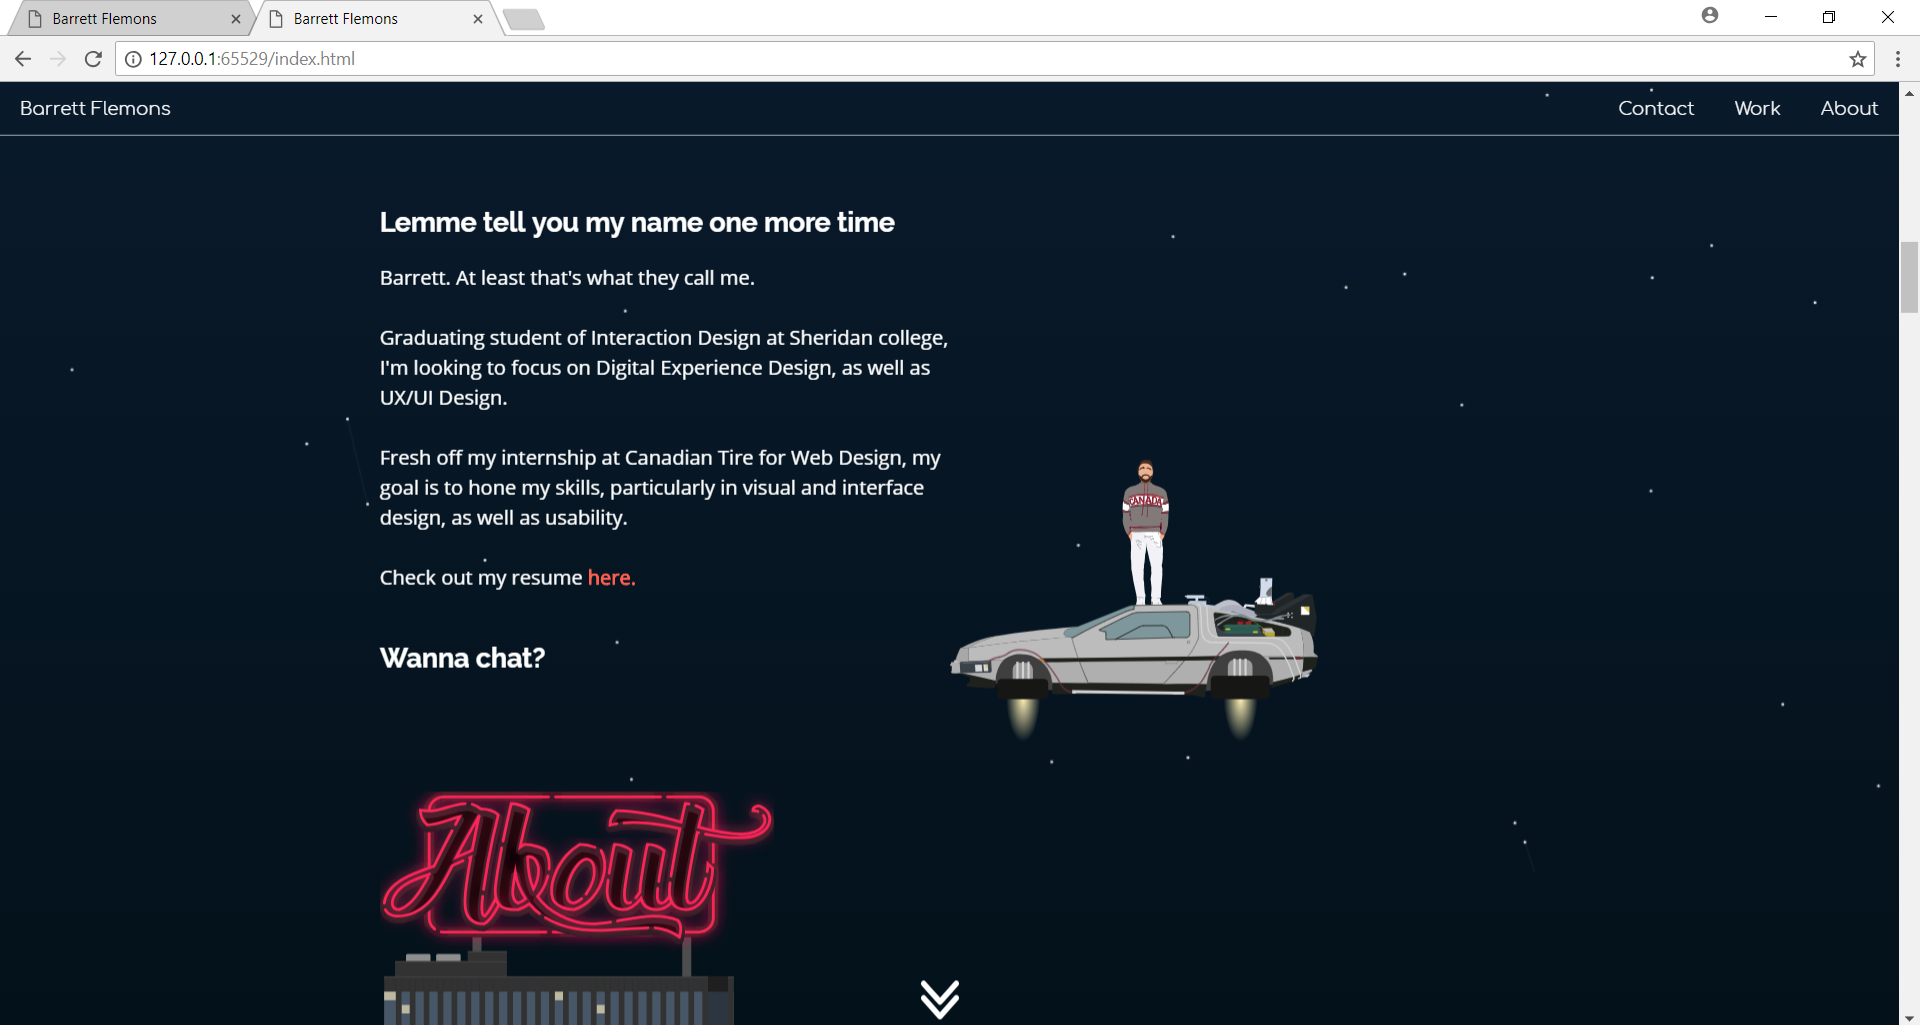 Barrett Flemons
Barrett Flemons
127.0.0.1:65529/index.html
Barrett Flemons
Contact
Work
About
Lemme tell you my name one more time
Barrett. At least that's what they call me.
Graduating student of Interaction Design at Sheridan college,
I'm looking to focus on Digital Experience Design, as well as
UX/UI Design.
Fresh off my internship at Canadian Tire for Web Design, my
goal is to hone my skills, particularly in visual and interface
design, as well as usability.
Check out my resume here.
CANADA
Wanna chat?
About